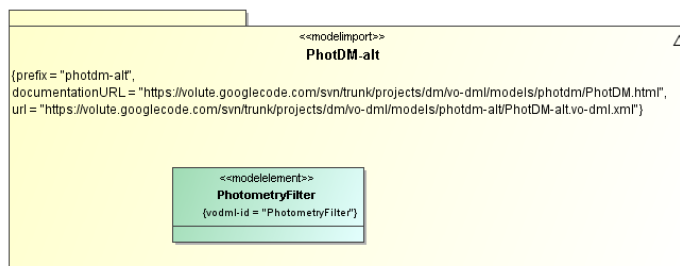 <<modelimport>>
PhotDM-alt
{prefix = "photdm-alt",
documentationURL = "https://volute.googlecode.com/svn/trunk/projects/dm/vo-dml/models/photdm/PhotDM.html",
url = "https://volute.googlecode.com/svn/trunk/projects/dm/vo-dml/models/photdm-alt/PhotDM-alt.vo-dml.xml"}
<<modelelement>>
PhotometryFilter
{vodml-id = "PhotometryFilter"}